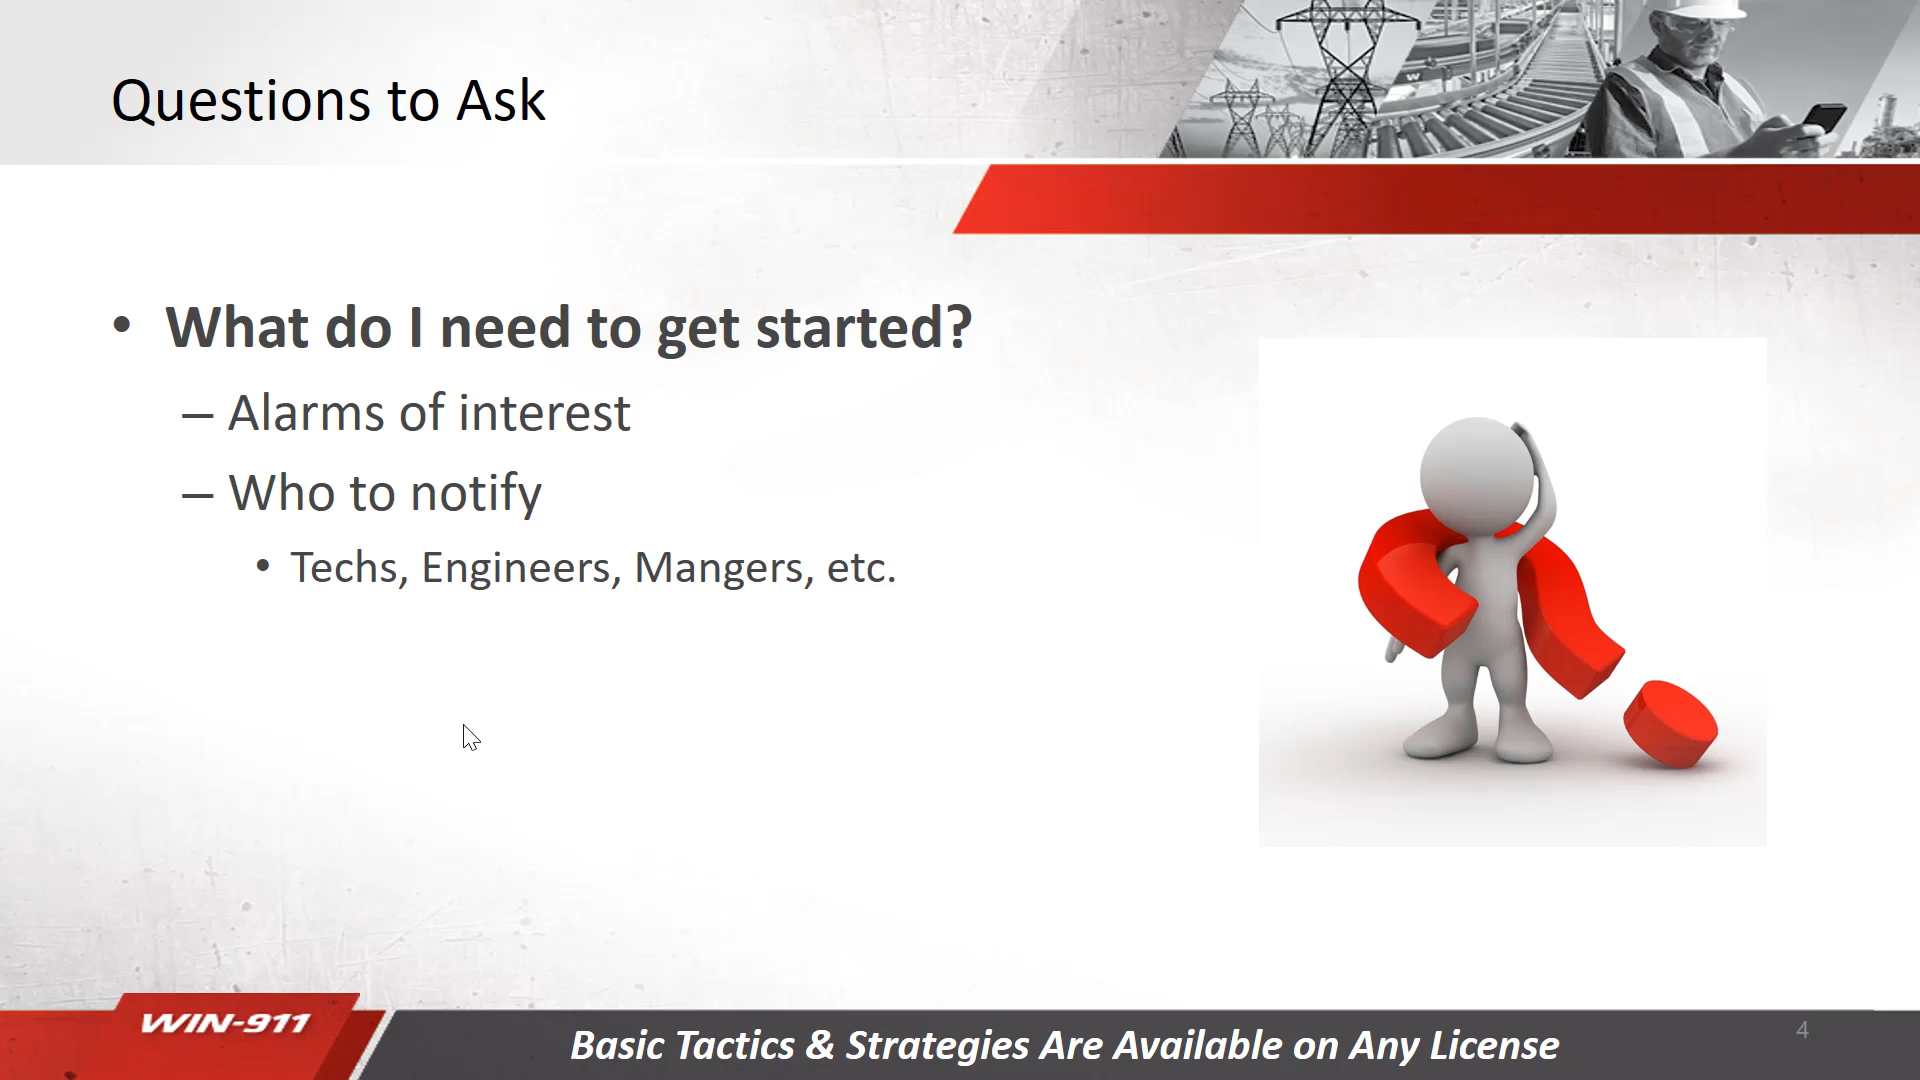 Questions to Ask
• What do I need to get started?
– Alarms of interest
– Who to notify
• Techs, Engineers, Mangers, etc.
WIN-911
Basic Tactics & Strategies Are Available on Any License
4